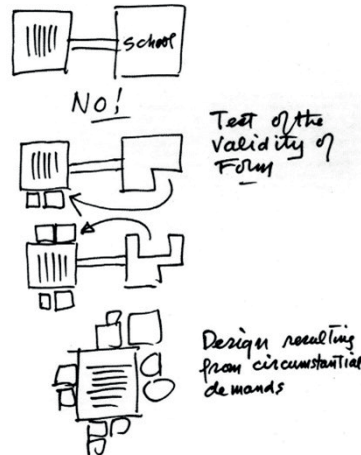 School
NO!
Test of the
Validity of
Form
Design resulting
from circumstantial
demands